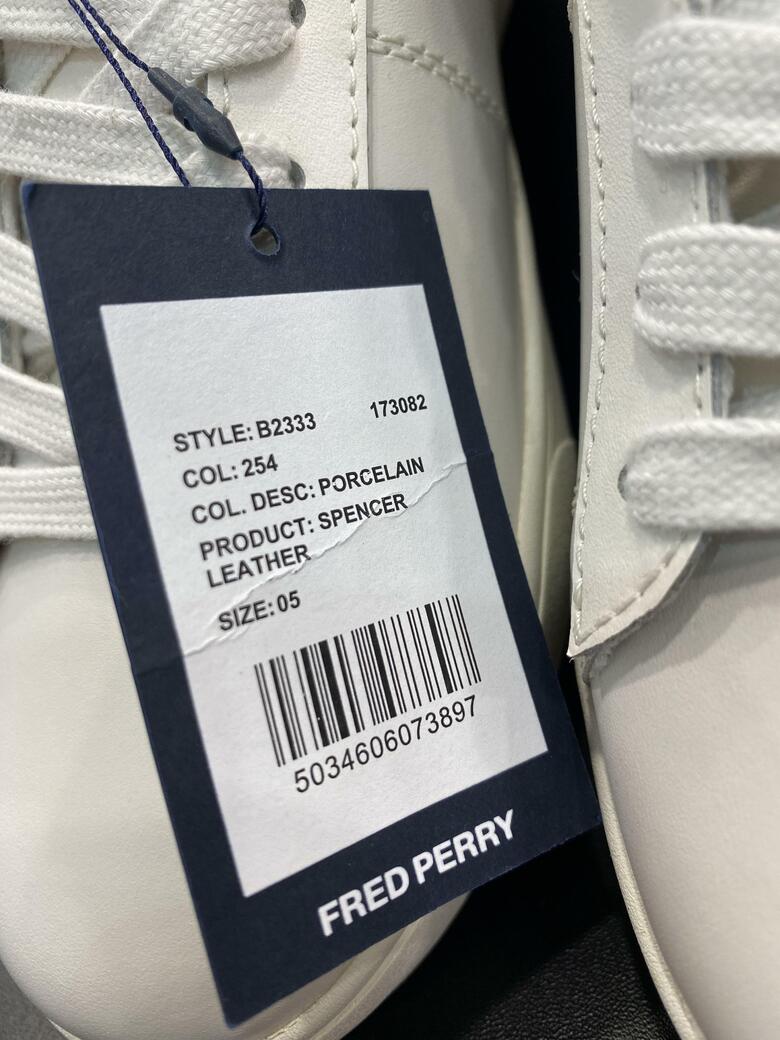 STYLE: B2333 173082
COL: 254
COL. DESC: PORCELAIN
PRODUCT: SPENCER
LEATHER
SIZE: 05
5034606073897
FRED PERRY